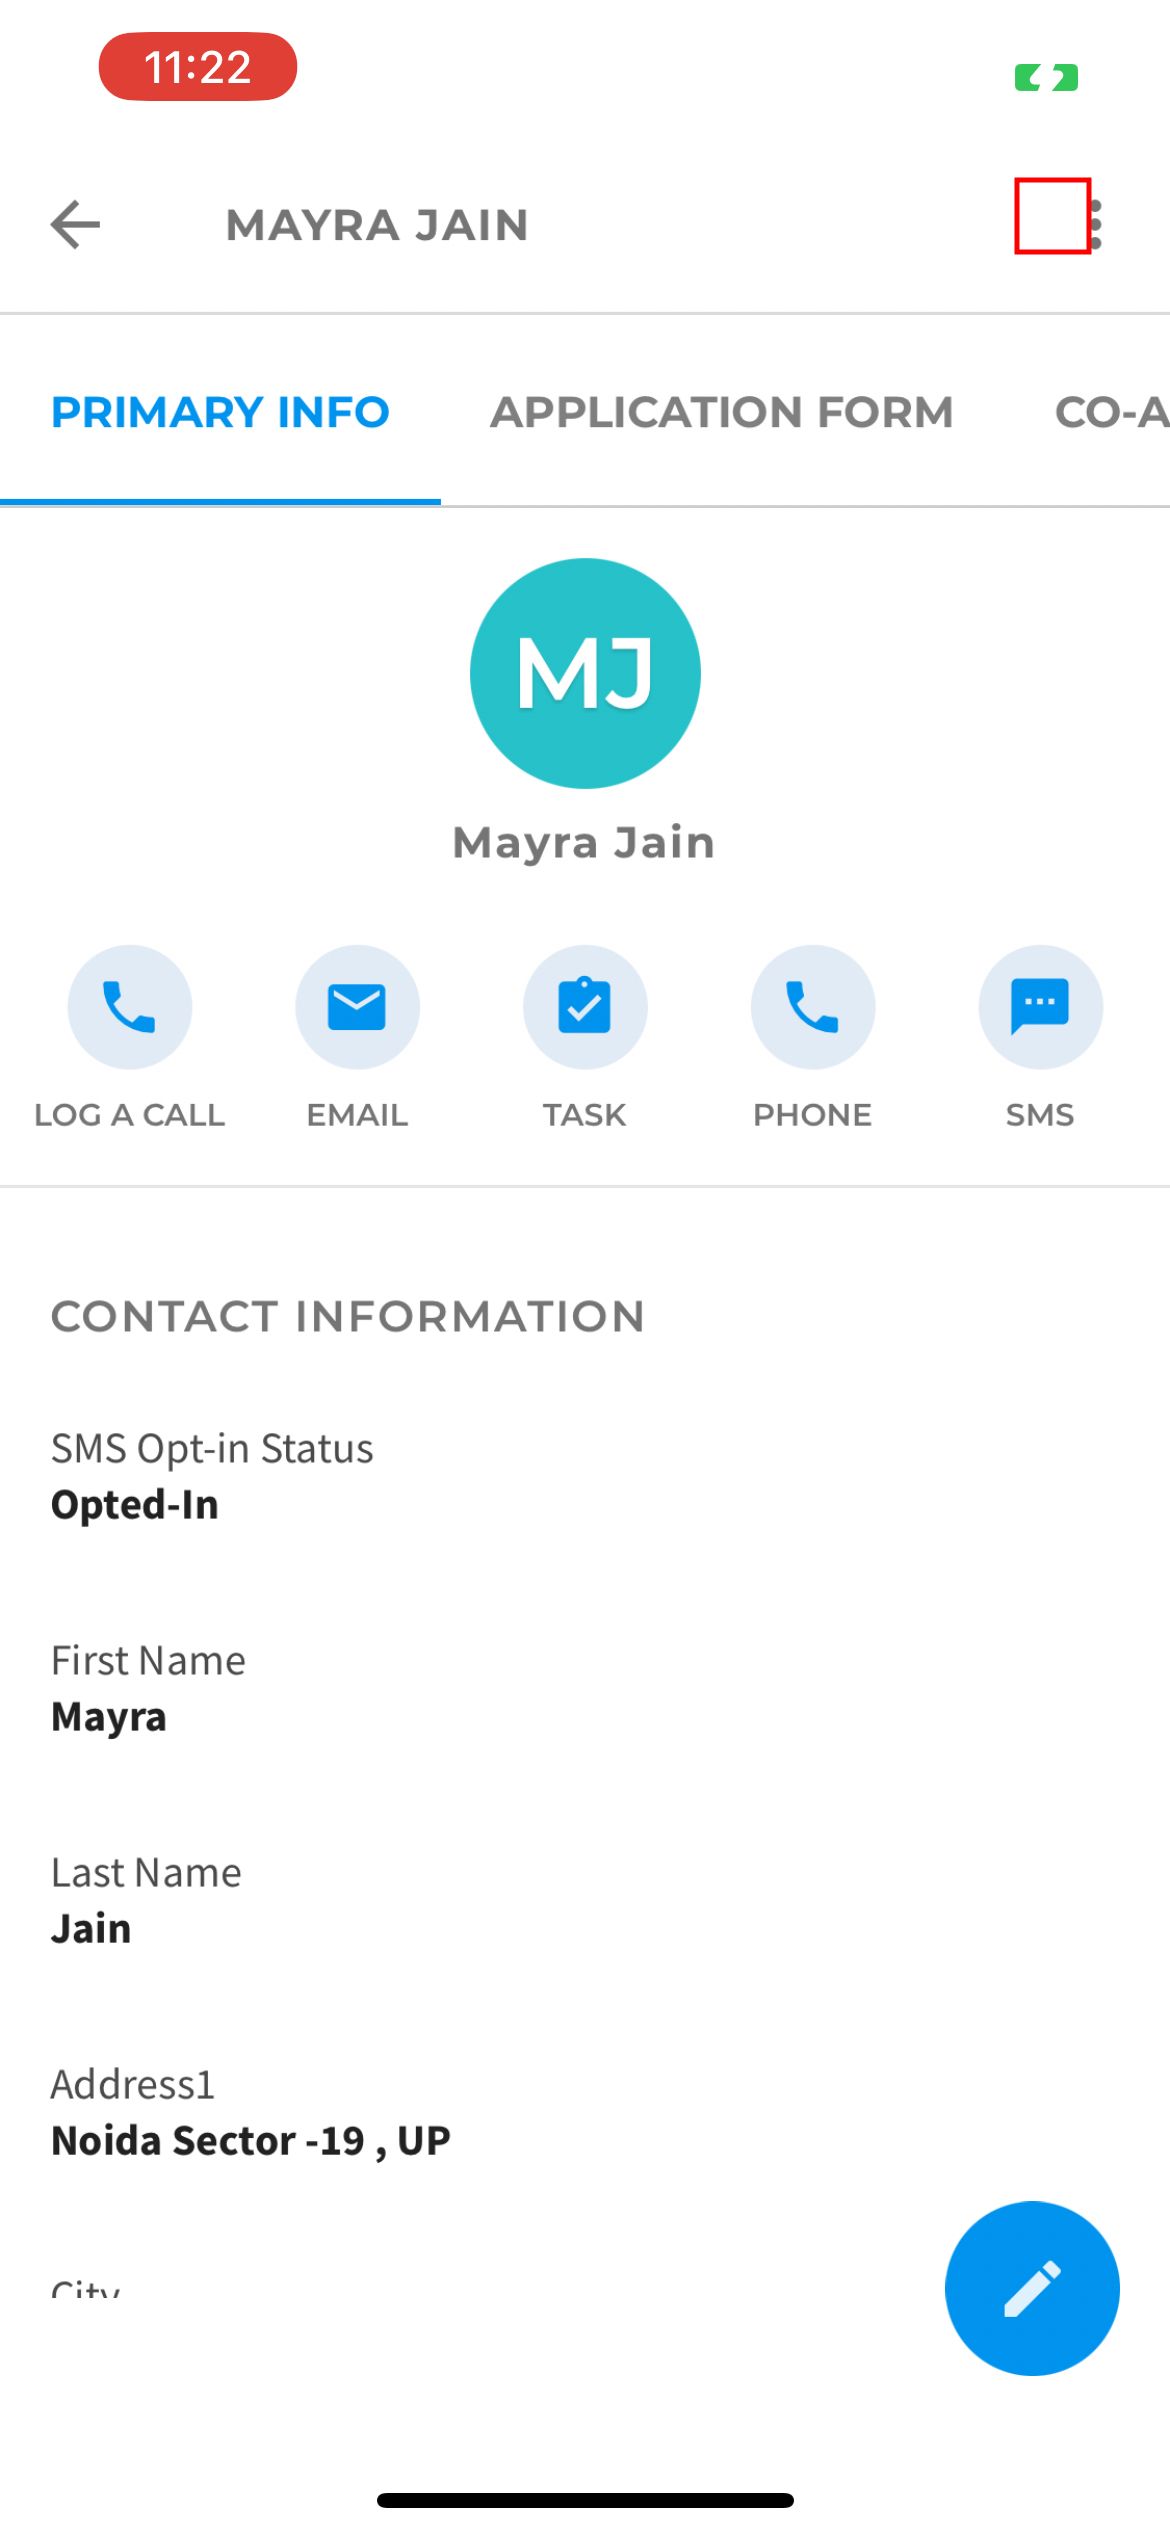 11:22
MAYRA JAIN
PRIMARY INFO APPLICATION FORM CO-A
MJ
Mayra Jain
LOG A CALL EMAIL TASK PHONE SMS
CONTACT INFORMATION
SMS Opt-in Status
Opted-In
First Name
Mayra
Last Name
Jain
Address1
Noida Sector -19 , UP
City